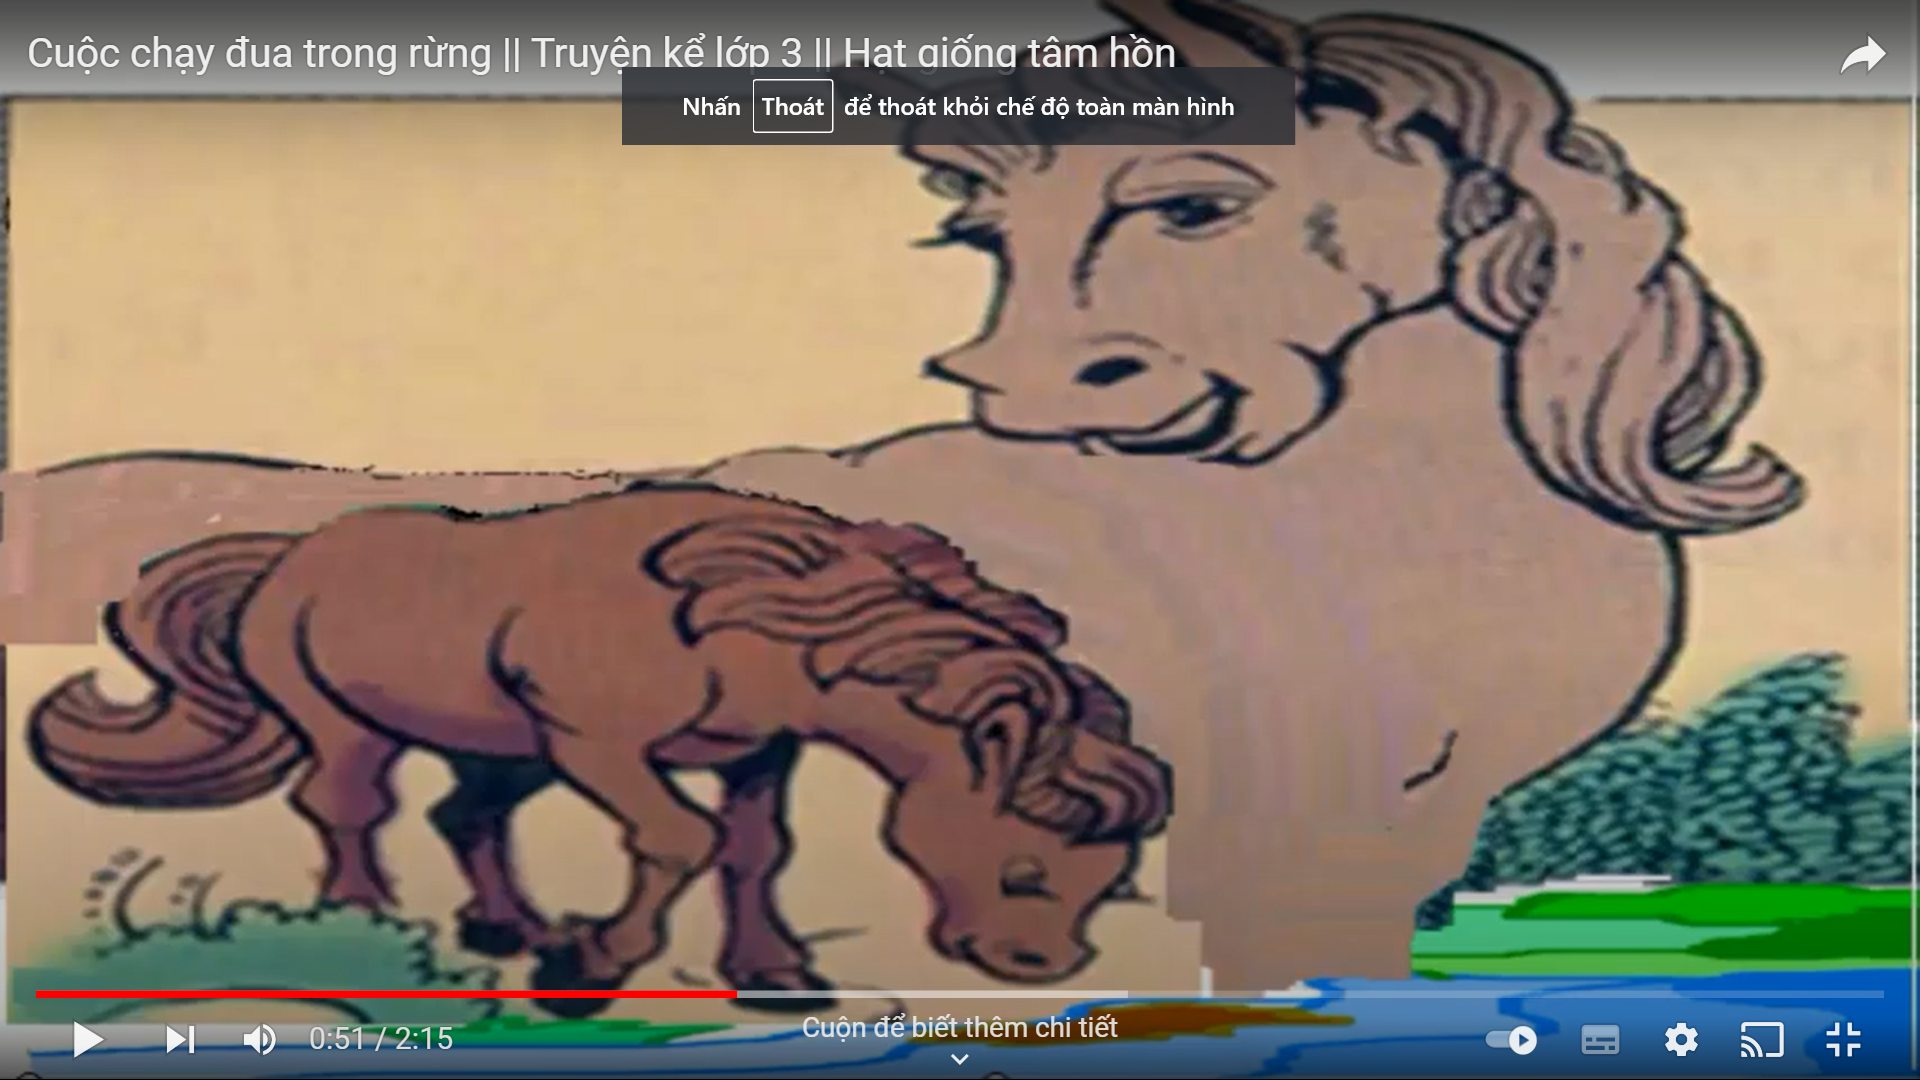 Cuộc chạy đua trong rừng || Truyện kể lớp 3 || Hạt giống tâm hồn
Nhấn Thoát để thoát khỏi chế độ toàn màn hình
0:51 / 2:15
Cuộn để biết thêm chi tiết